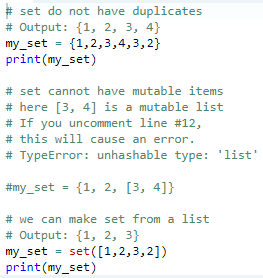 # set do not have duplicates
# Output: {1, 2, 3, 4}
my_set = {1,2,3,4,3,2}
print(my_set)
# set cannot have mutable items
# here [3, 4] is a mutable list
# If you uncomment line #12,
# this will cause an error.
# TypeError: unhashable type: 'list'
#my_set = {1, 2, [3, 4]}
# we can make set from a list
# Output: {1, 2, 3}
my_set = set([1,2,3,2])
print(my_set)